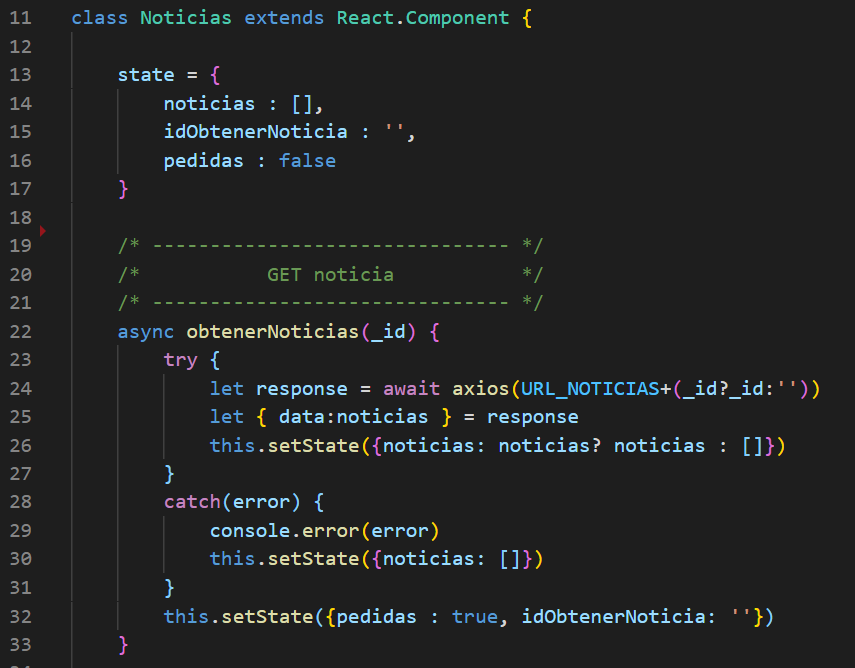 11 class Noticias extends React.Component {
12
13     state = {
14         noticias : [],
15         idObtenerNoticia : '',
16         pedidas : false
17     }
18
19     /* ------------------------------- */
20     /*           GET noticia           */
21     /* ------------------------------- */
22     async obtenerNoticias(_id) {
23         try {
24             let response = await axios(URL_NOTICIAS+(_id?_id:''))
25             let { data:noticias } = response
26             this.setState({noticias: noticias? noticias : []})
27         }
28         catch(error) {
29             console.error(error)
30             this.setState({noticias: []})
31         }
32         this.setState({pedidas : true, idObtenerNoticia: ''})
33     }